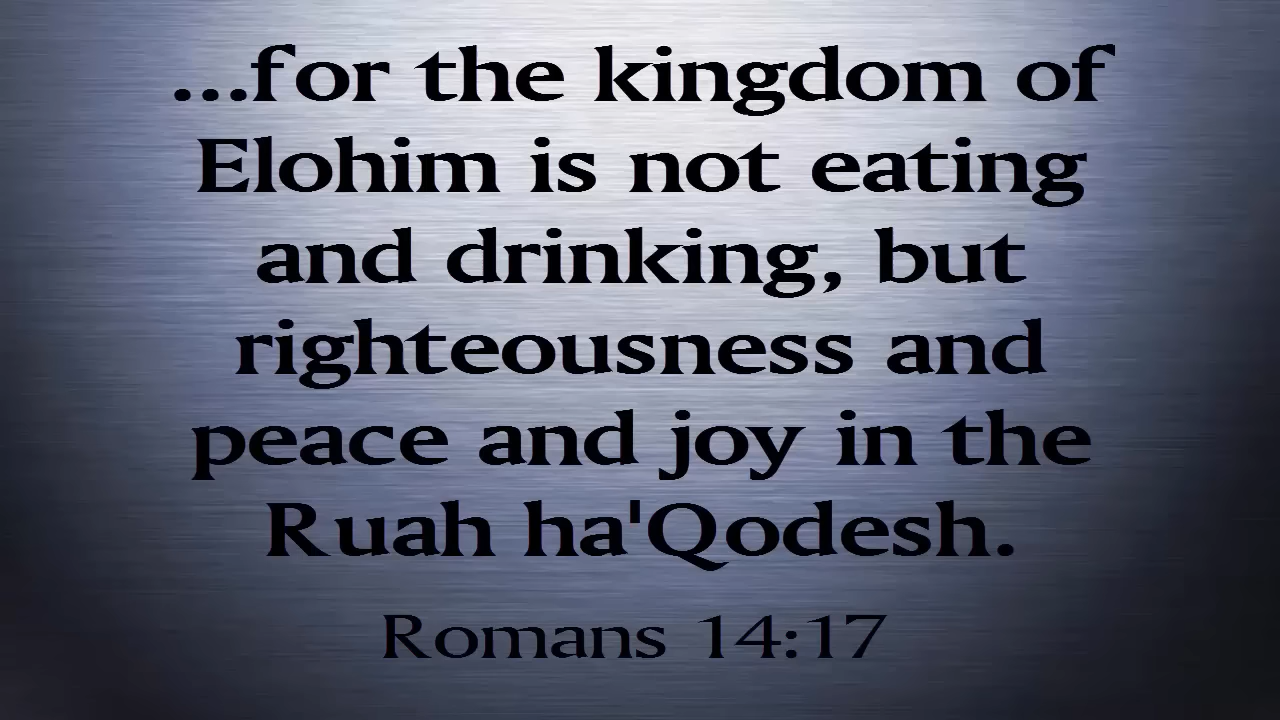 ...for the kingdom of
Elohim is not eating
and drinking, but
righteousness and
peace and joy in the
Ruah ha'Qodesh.
Romans 14:17